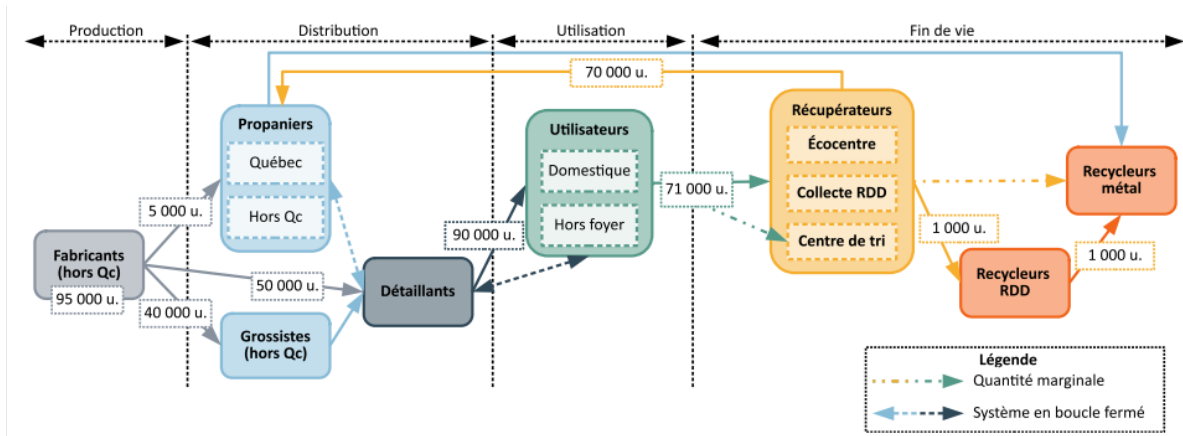 Production
Distribution
Utilisation
Fin de vie
70 000 u.
Propaniers
Québec
Hors Qc
5 000 u.
Fabricants
(hors Qc)
95 000 u.
50 000 u.
40 000 u.
Grossistes
(hors Qc)
Détaillants
90 000 u.
Utilisateurs
Domestique
Hors foyer
71 000 u.
Récupérateurs
Écocentre
Collecte RDD
Centre de tri
1 000 u.
Recycleurs
RDD
1 000 u.
Recycleurs
métal
Légende
Quantité marginale
Système en boucle fermé